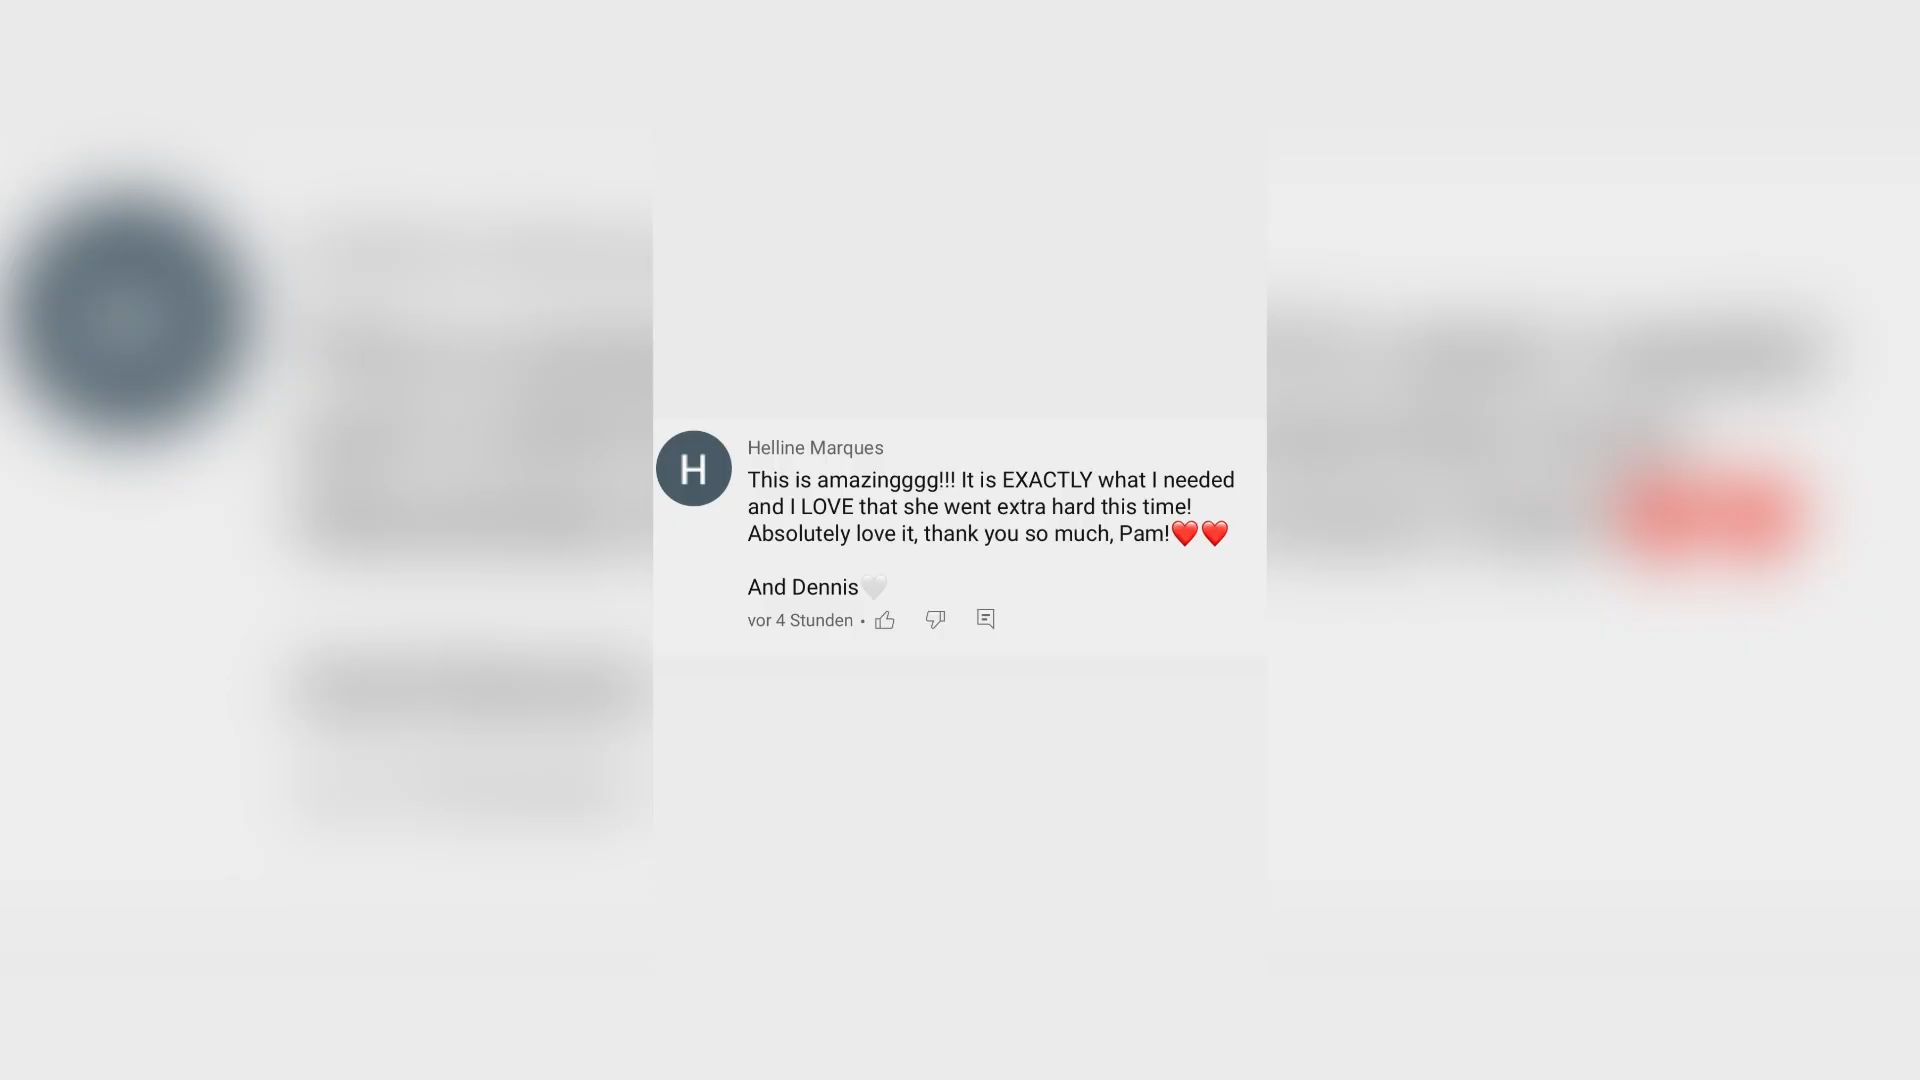 H
Helline Marques
This is amazingggg!!! It is EXACTLY what I needed
and I LOVE that she went extra hard this time!
Absolutely love it, thank you so much, Pam!❤️❤️
And Dennis🤍
vor 4 Stunden •